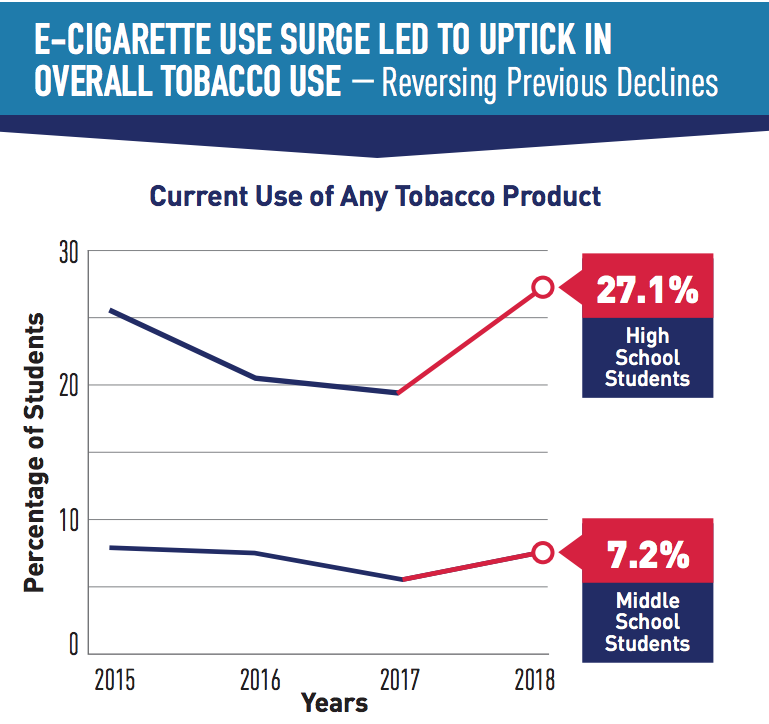 E-CIGARETTE USE SURGE LED TO UPTICK IN
OVERALL TOBACCO USE — Reversing Previous Declines
Current Use of Any Tobacco Product
Percentage of Students
30
20
10
0
27.1%
High
School
Students
7.2%
Middle
School
Students
2015 2016 2017 2018
Years